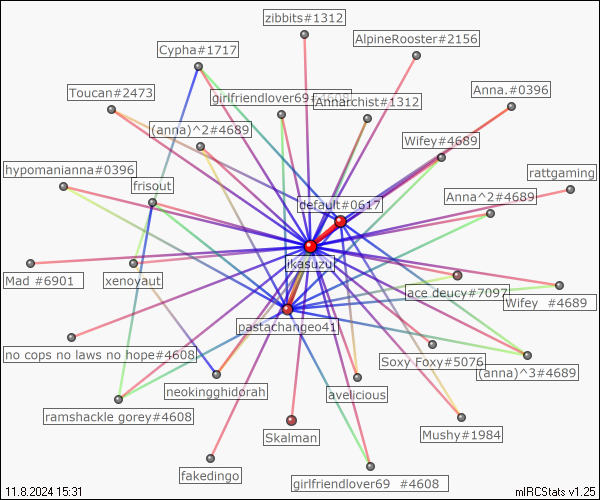 zibbits#1312
AlpineRooster#2156
Cypha#1717
Toucan#2473
girlfriendlover69#4608
Annarchist#1312
Anna.#0396
(anna)^2#4689
Wifey#4689
hypomanianna#0396
rattgaming
frisout
Anna^2#4689
default#0617
ikasuzu
Mad #6901
xenoyaut
ace deucy#7097
Wifey  #4689
pastachangeo41
no cops no laws no hope#4608
Soxy Foxy#5076
(anna)^3#4689
neokingghidorah
avelicious
ramshackle gorey#4608
Mushy#1984
Skalman
fakedingo
girlfriendlover69  #4608
11.8.2024 15:31
mIRCStats v1.25